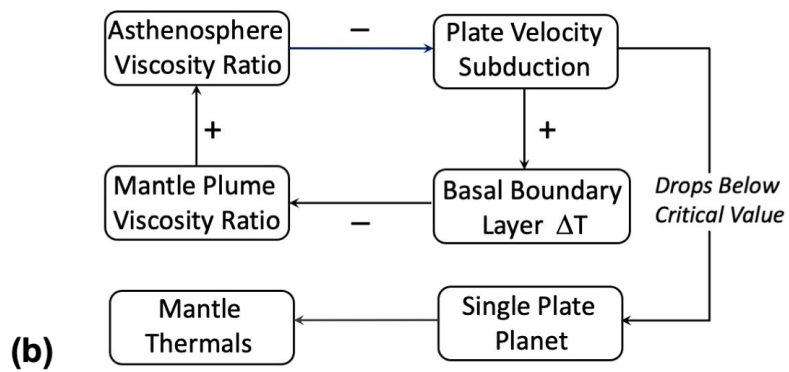 Asthenosphere
Viscosity Ratio
−
Plate Velocity
Subduction
+
+
Mantle Plume
Viscosity Ratio
−
Basal Boundary
Layer ΔT
Drops Below
Critical Value
Mantle
Thermals
Single Plate
Planet
(b)